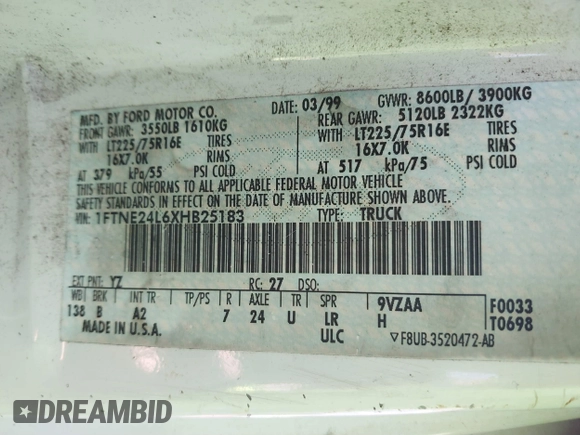 MFD. BY FORD MOTOR CO.
DATE: 03/99
GVWR: 8600LB/ 3900KG
FRONT GAWR: 3550LB 1610KG
REAR GAWR: 5120LB 2322KG
WITH LT225/75R16E TIRES
WITH LT225/75R16E TIRES
16X7.0K RIMS
16X7.0K RIMS
AT 379 kPa/55 PSI COLD
AT 517 kPa/75 PSI COLD
THIS VEHICLE CONFORMS TO ALL APPLICABLE FEDERAL MOTOR VEHICLE
SAFETY STANDARDS IN EFFECT ON THE DATE OF MANUFACTURE SHOWN ABOVE.
VIN: 1FTNE24L6XHB25183
TYPE: TRUCK
EXT PNT: YZ RC: 27 DSO:
WB BRK INT TR TP/PS R AXLE TR SPR 9VZAA F0033
138 B A2 7 24 U LR H T0698
ULC
MADE IN U.S.A.
▽F8UB-3520472-AB
DREAMBID